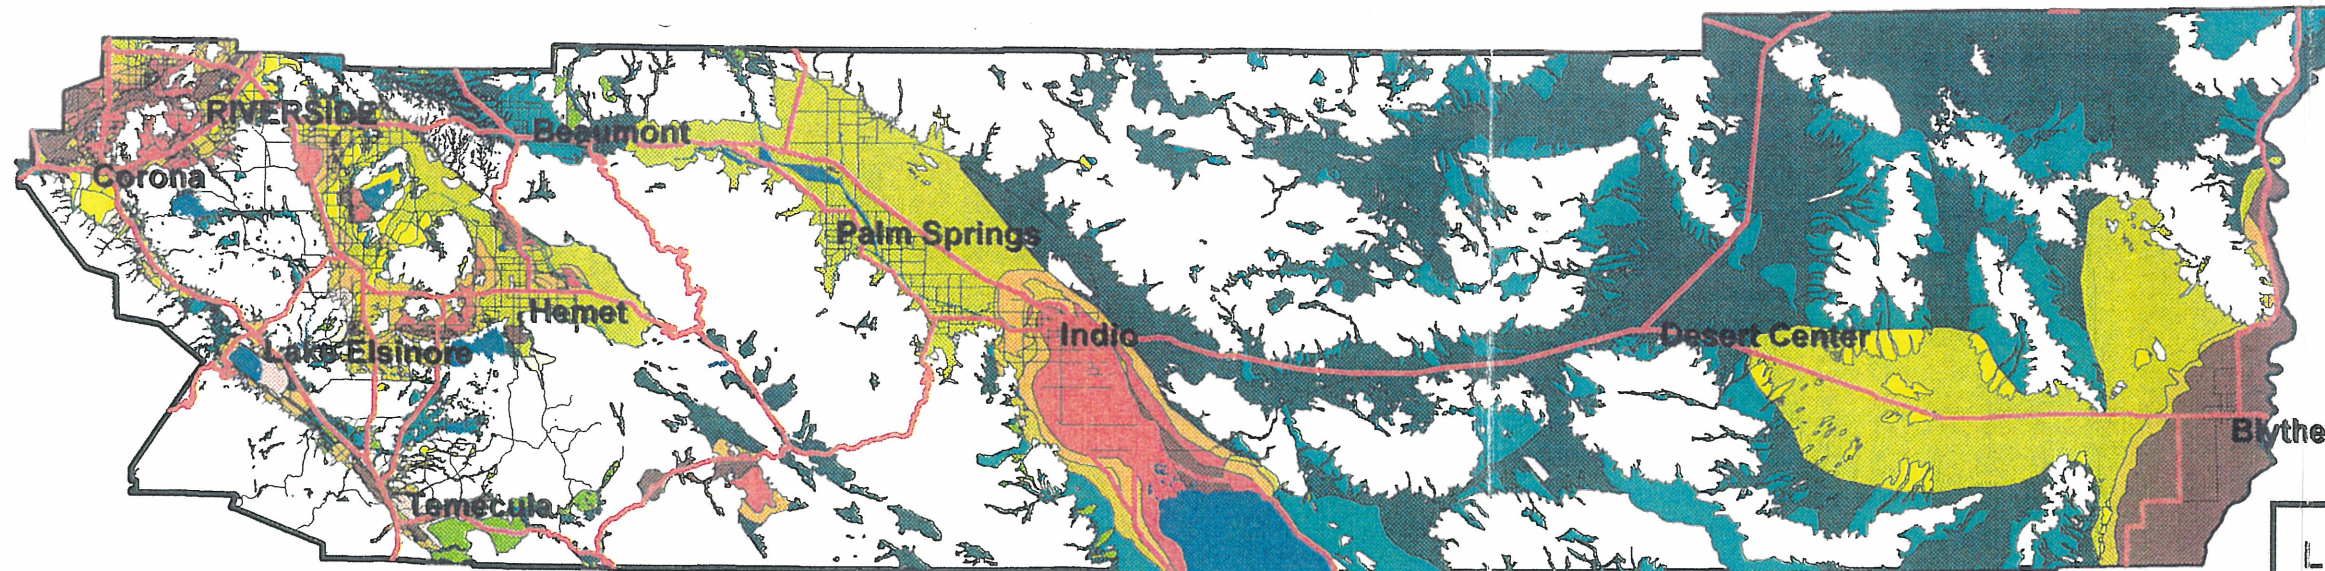 RIVERSIDE
Beaumont
Corona
Palm Springs
Hemet
Indio
Desert Center
Lake Elsinore
Blythe
Temecula
L